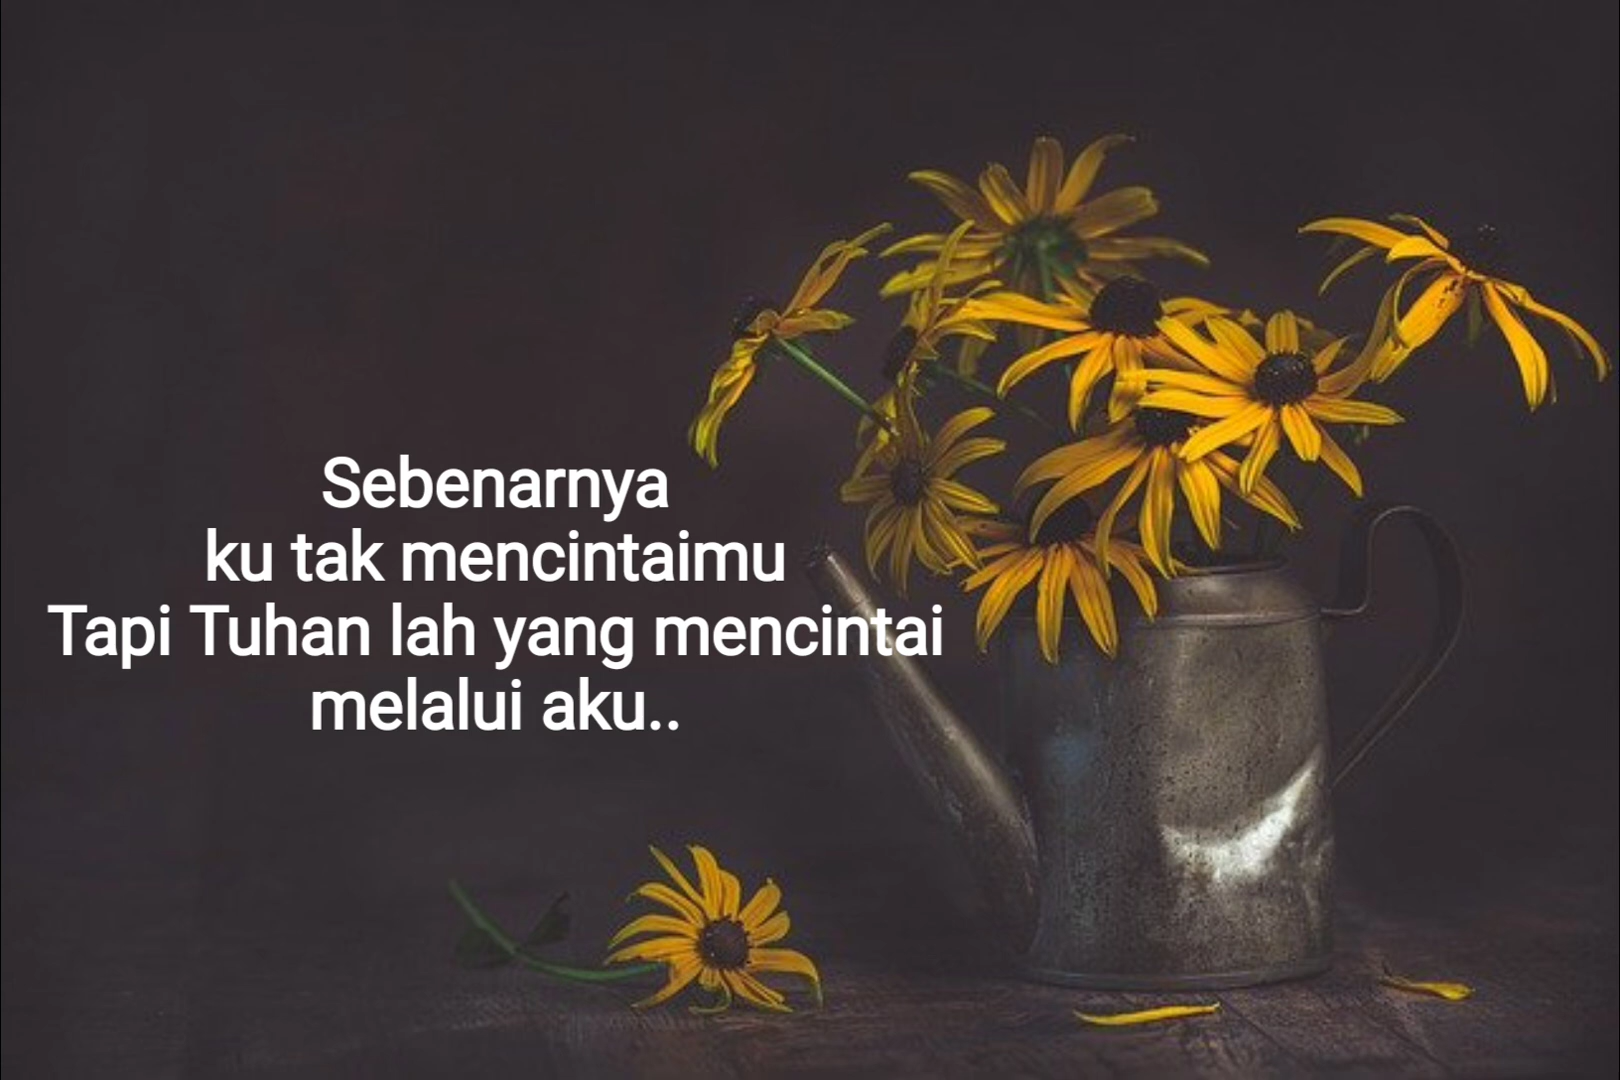 Sebenarnya
ku tak mencintaimu
Tapi Tuhan lah yang mencintai
melalui aku..